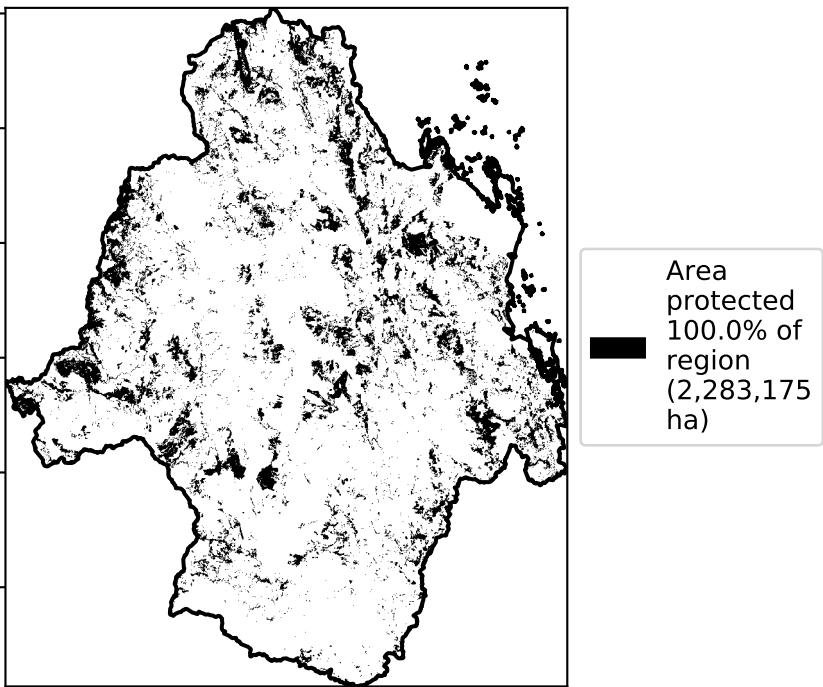 Area
protected
100.0% of
region
(2,283,175
ha)